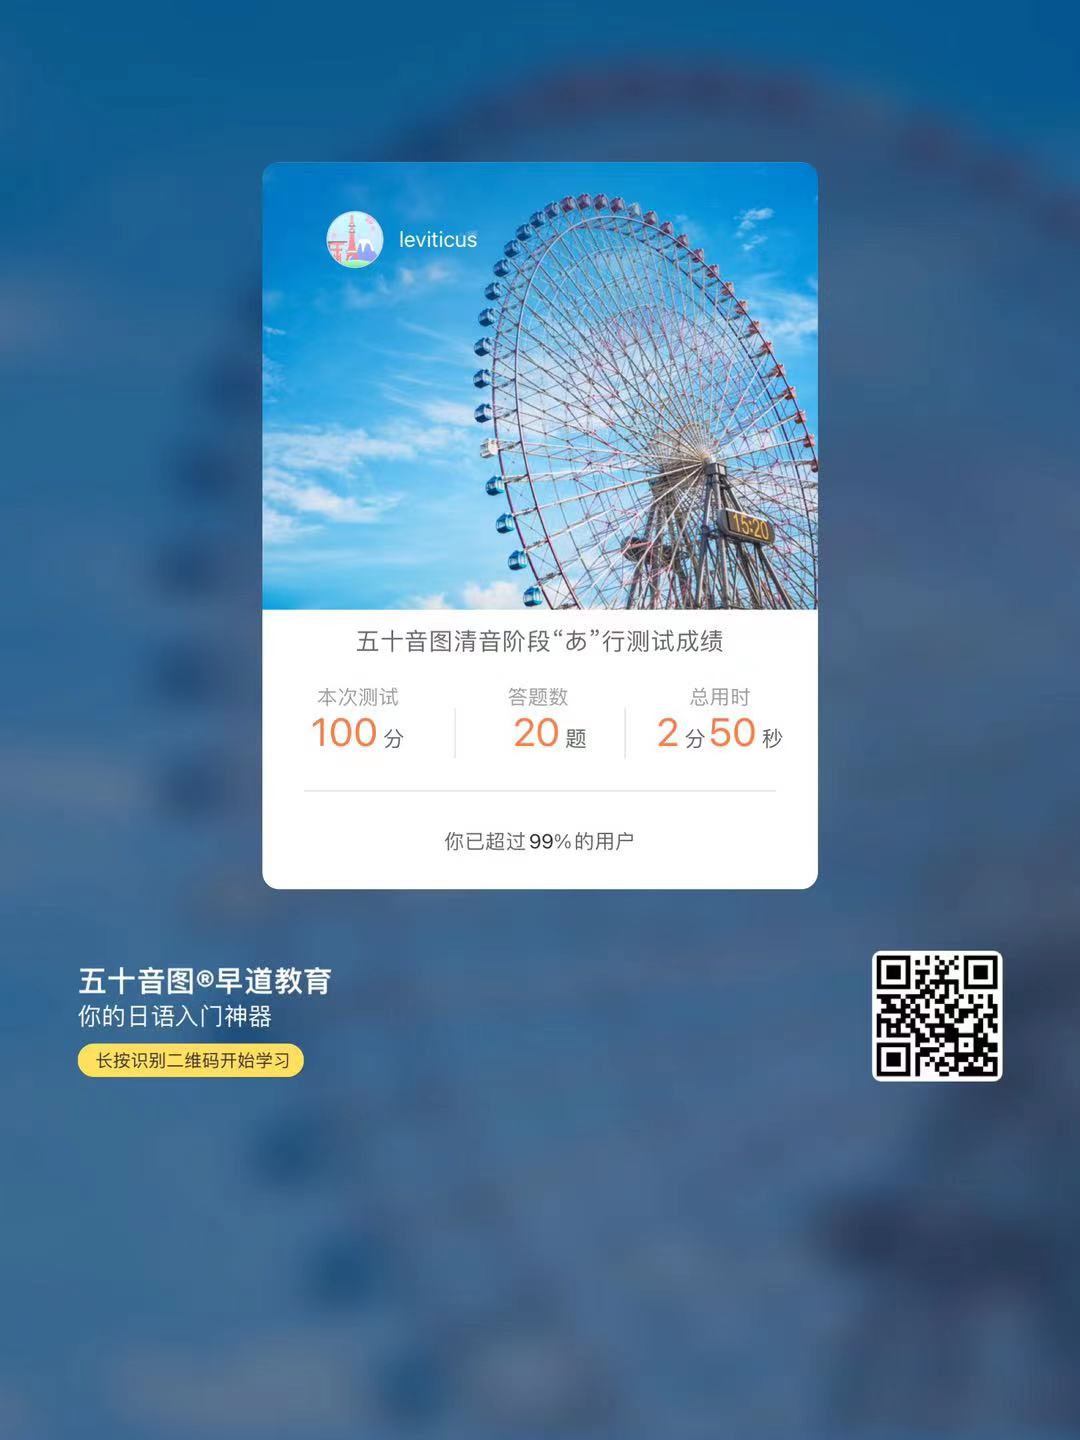 leviticus
15:20
五十音图清音阶段“あ”行测试成绩
本次测试 答题数 总用时
100 分 20 题 2 分 50 秒
你已超过99%的用户
五十音图®早道教育
你的日语入门神器
长按识别二维码开始学习